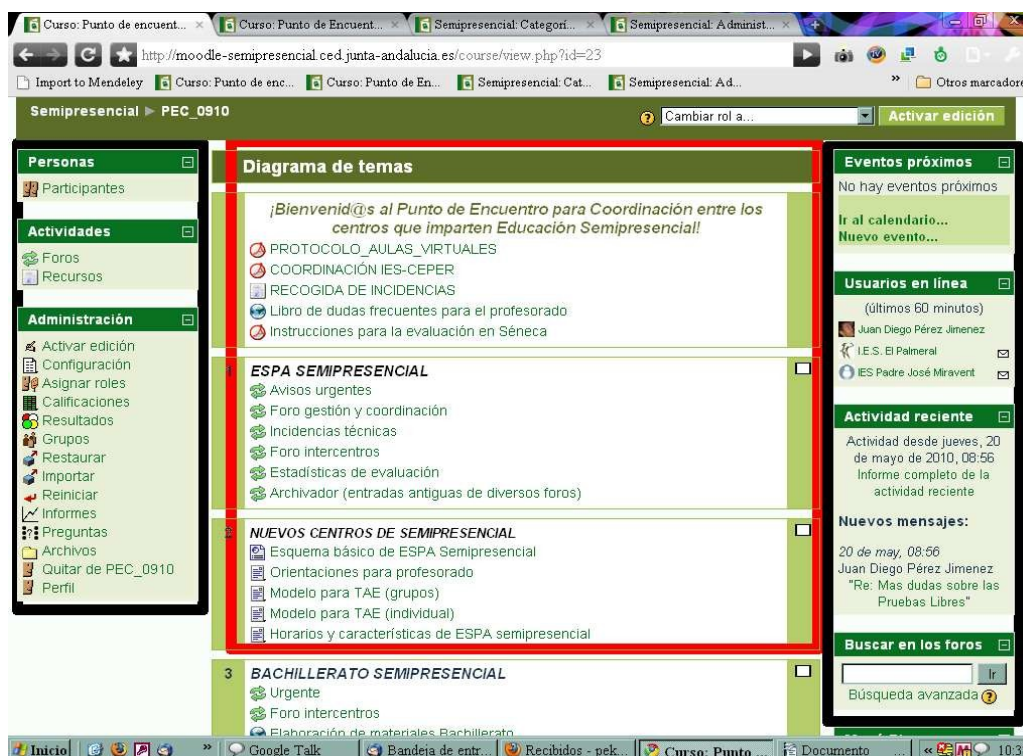 Curso: Punto de encuent...
Curso: Punto de Encuent...
Semipresencial: Categorí...
Semipresencial: Administ...
http://moodle-semipresencial.ced.junta-andalucia.es/course/view.php?id=23
Import to Mendeley
Curso: Punto de enc...
Curso: Punto de En...
Semipresencial: Cat...
Semipresencial: Ad...
»
Otros marcadore
Semipresencial ► PEC_0910
Cambiar rol a...
Activar edición
Personas
Participantes
Actividades
Foros
Recursos
Administración
Activar edición
Configuración
Asignar roles
Calificaciones
Resultados
Grupos
Restaurar
Importar
Reiniciar
Informes
Preguntas
Archivos
Quitar de PEC_0910
Perfil
Diagrama de temas
¡Bienvenid@s al Punto de Encuentro para Coordinación entre los
centros que imparten Educación Semipresencial!
PROTOCOLO_AULAS_VIRTUALES
COORDINACIÓN IES-CEPER
RECOGIDA DE INCIDENCIAS
Libro de dudas frecuentes para el profesorado
Instrucciones para la evaluación en Séneca
1 ESPA SEMIPRESENCIAL
Avisos urgentes
Foro gestión y coordinación
Incidencias técnicas
Foro intercentros
Estadísticas de evaluación
Archivador (entradas antiguas de diversos foros)
2 NUEVOS CENTROS DE SEMIPRESENCIAL
Esquema básico de ESPA Semipresencial
Orientaciones para profesorado
Modelo para TAE (grupos)
Modelo para TAE (individual)
Horarios y características de ESPA semipresencial
3 BACHILLERATO SEMIPRESENCIAL
Urgente
Foro intercentros
Elaboración de materiales Bachillerato
Eventos próximos
No hay eventos próximos
Ir al calendario...
Nuevo evento...
Usuarios en línea
(últimos 60 minutos)
Juan Diego Pérez Jimenez
I.E.S. El Palmeral
IES Padre José Miravent
Actividad reciente
Actividad desde jueves, 20
de mayo de 2010, 08:56
Informe completo de la
actividad reciente
Nuevos mensajes:
20 de may, 08:56
Juan Diego Pérez Jimenez
"Re: Mas dudas sobre las
Pruebas Libres"
Buscar en los foros
Ir
Búsqueda avanzada
Inicio
»
Google Talk
Bandeja de entr...
Recibidos - pek...
Curso: Punto ...
Documento ...
«
10:3